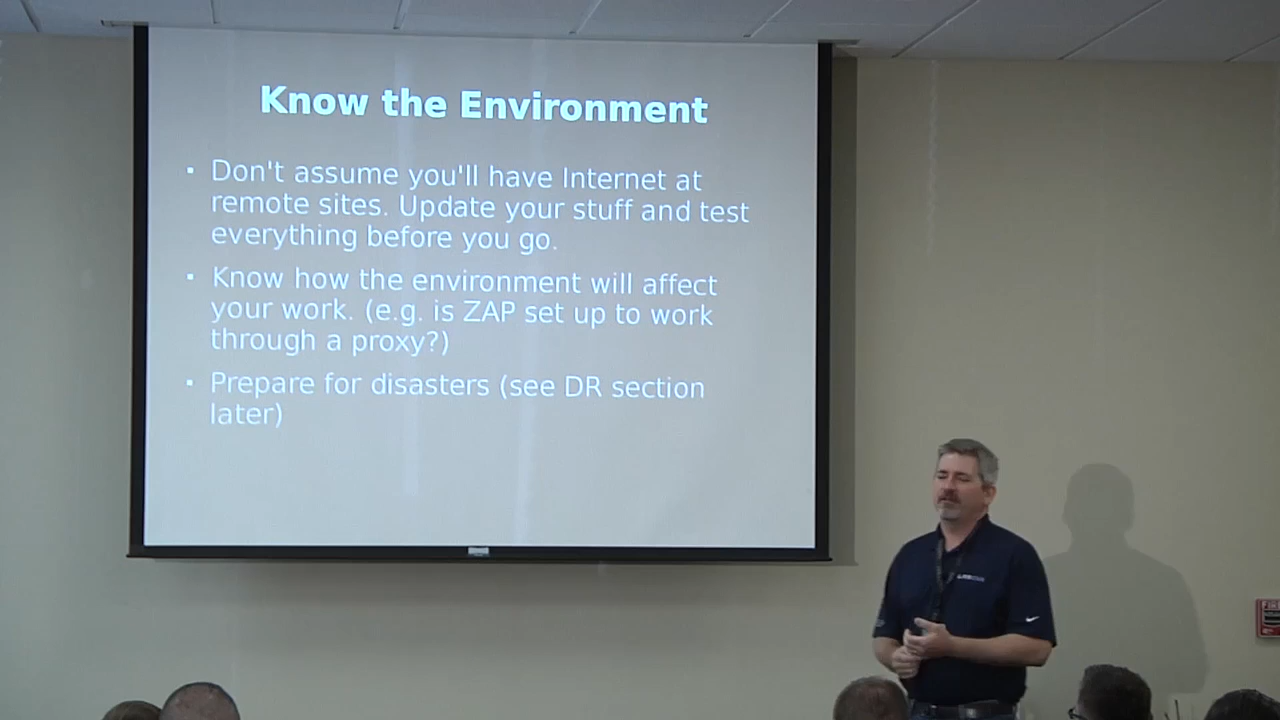 Know the Environment
▪ Don't assume you'll have Internet at
remote sites. Update your stuff and test
everything before you go.
▪ Know how the environment will affect
your work. (e.g. is ZAP set up to work
through a proxy?)
▪ Prepare for disasters (see DR section
later)